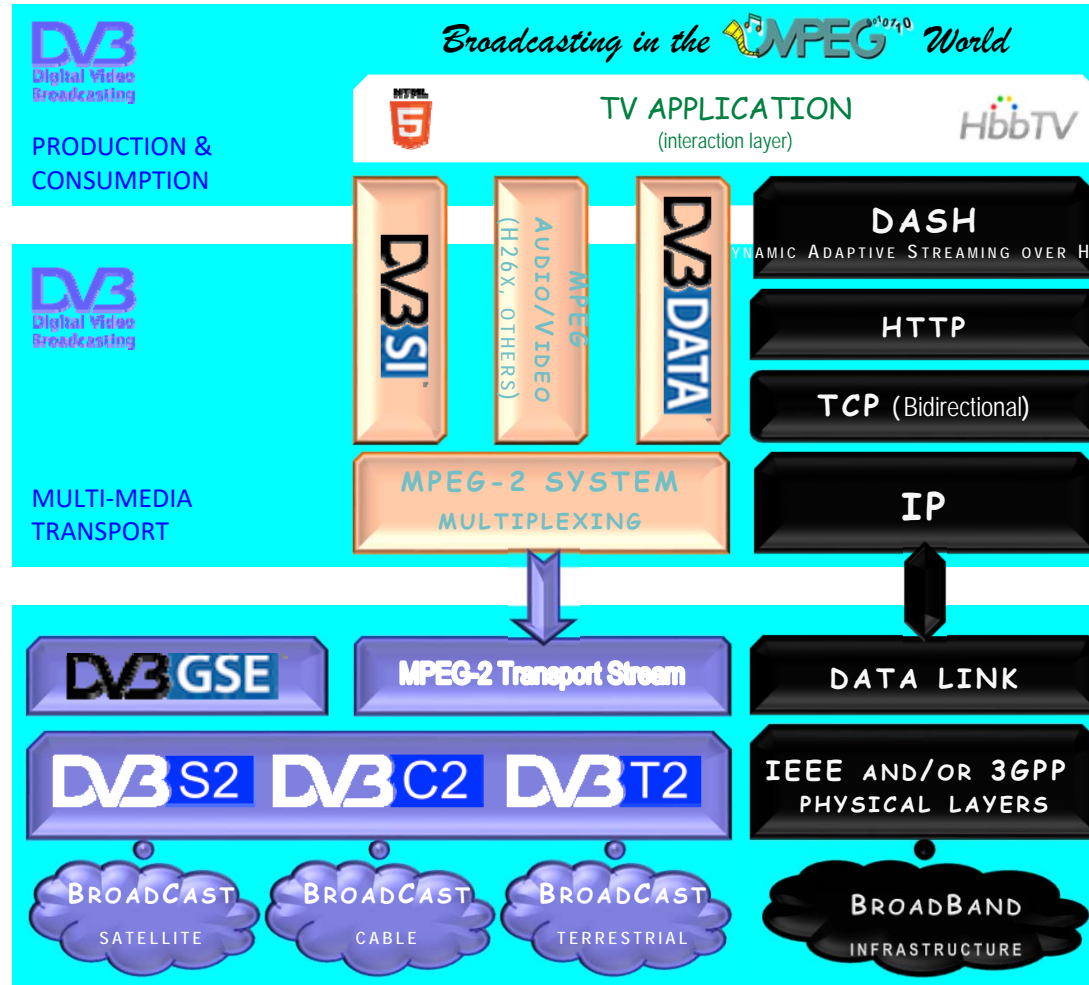 DVB
Digital Video
Broadcasting
Broadcasting in the MPEG World
0010710
PRODUCTION &
CONSUMPTION
HTML
5
TV APPLICATION
(interaction layer)
HbbTV
DVB SI
MPEG
AUDIO/VIDEO
(H26X, OTHERS)
DVB DATA
DASH
YNAMIC ADAPTIVE STREAMING OVER H
DVB
Digital Video
Broadcasting
HTTP
TCP (Bidirectional)
MULTI-MEDIA
TRANSPORT
MPEG-2 SYSTEM
MULTIPLEXING
IP
DVB GSE
MPEG-2 Transport Stream
DATA LINK
DVB S2 DVB C2 DVB T2
IEEE AND/OR 3GPP
PHYSICAL LAYERS
BROADCAST
SATELLITE
BROADCAST
CABLE
BROADCAST
TERRESTRIAL
BROADBAND
INFRASTRUCTURE